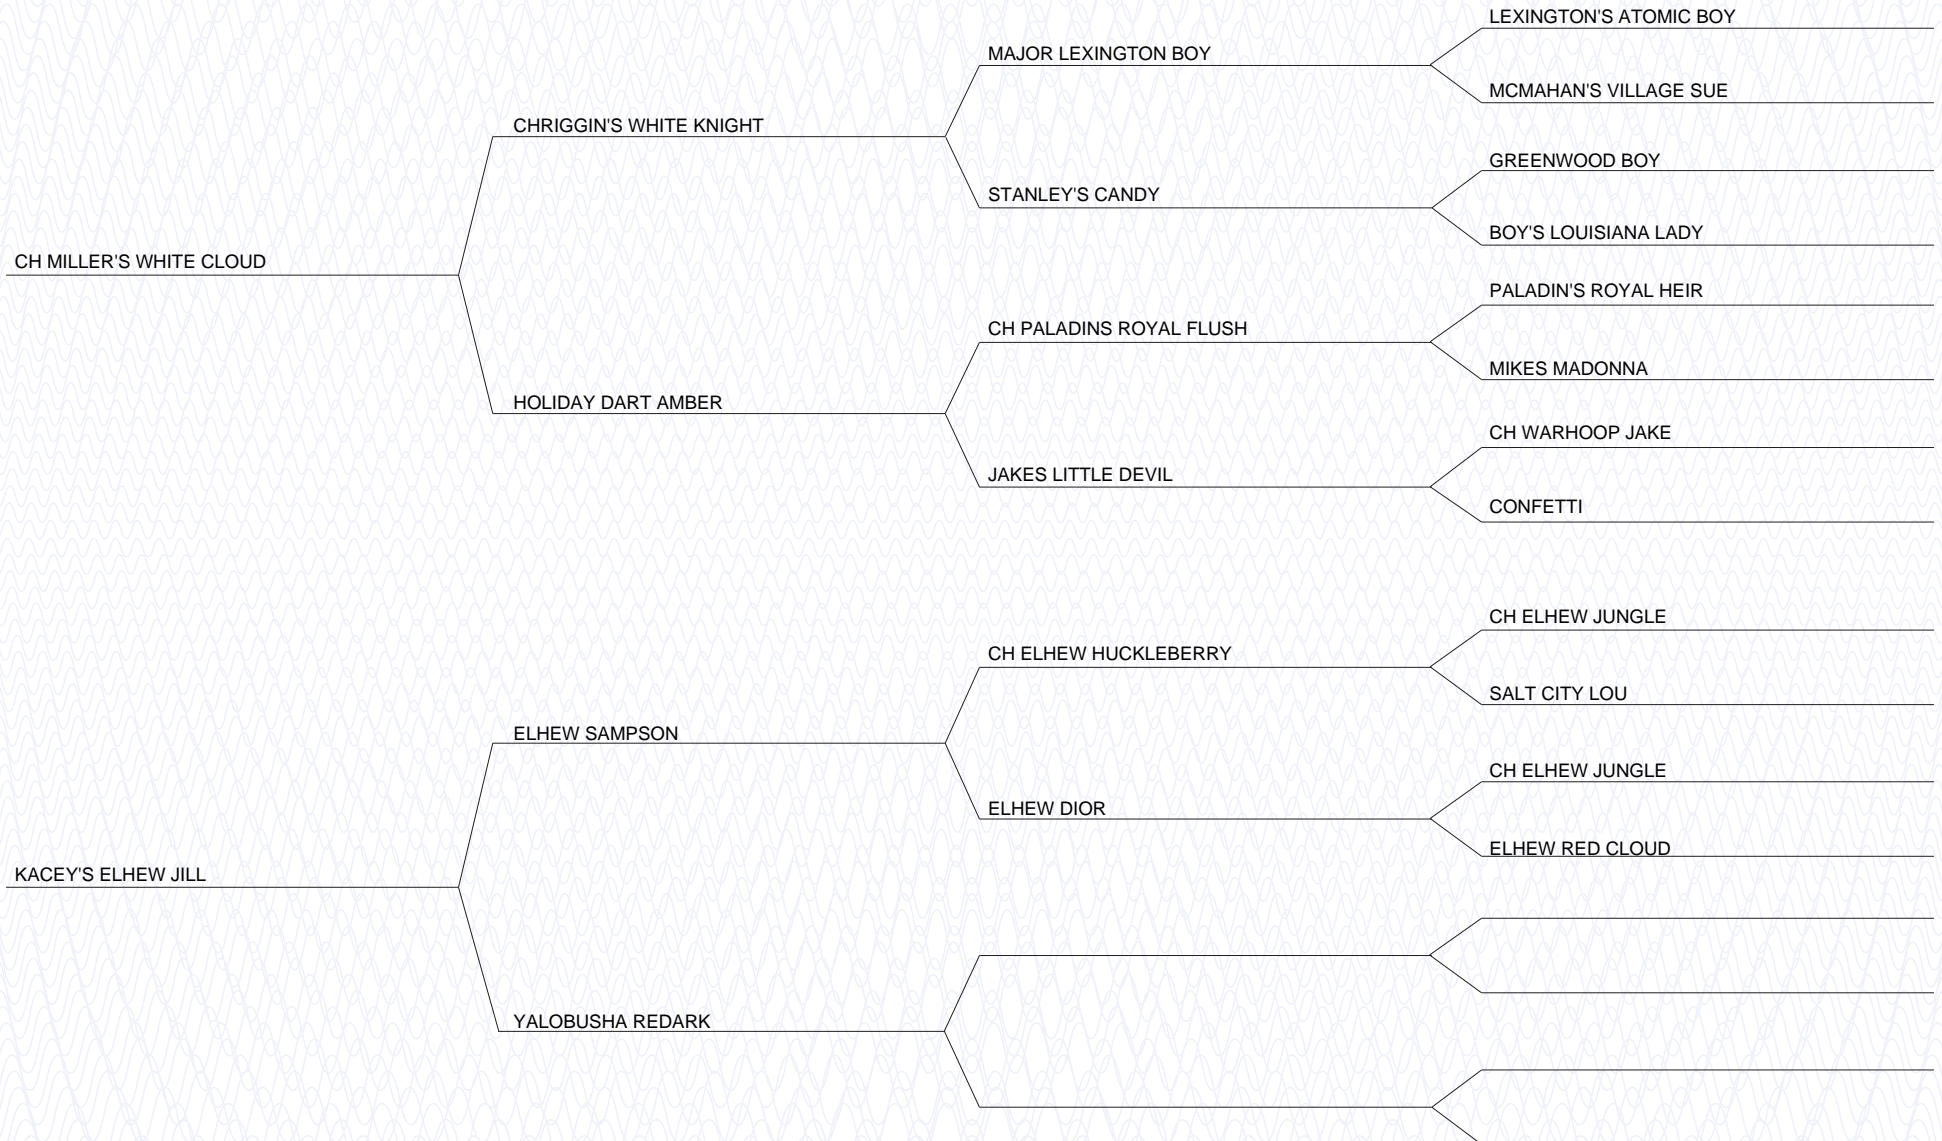 LEXINGTON'S ATOMIC BOY
MAJOR LEXINGTON BOY
MCMAHAN'S VILLAGE SUE
CHRIGGIN'S WHITE KNIGHT
GREENWOOD BOY
STANLEY'S CANDY
BOY'S LOUISIANA LADY
CH MILLER'S WHITE CLOUD
PALADIN'S ROYAL HEIR
CH PALADINS ROYAL FLUSH
MIKES MADONNA
HOLIDAY DART AMBER
CH WARHOOP JAKE
JAKES LITTLE DEVIL
CONFETTI
CH ELHEW JUNGLE
CH ELHEW HUCKLEBERRY
SALT CITY LOU
ELHEW SAMPSON
CH ELHEW JUNGLE
ELHEW DIOR
ELHEW RED CLOUD
KACEY'S ELHEW JILL
YALOBUSHA REDARK